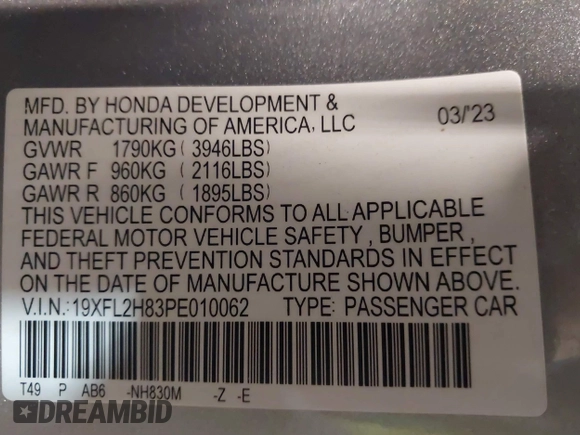 MFD. BY HONDA DEVELOPMENT &
MANUFACTURING OF AMERICA, LLC 03/'23
GVWR 1790KG ( 3946LBS)
GAWR F 960KG ( 2116LBS)
GAWR R 860KG ( 1895LBS)
THIS VEHICLE CONFORMS TO ALL APPLICABLE
FEDERAL MOTOR VEHICLE SAFETY , BUMPER ,
AND THEFT PREVENTION STANDARDS IN EFFECT
ON THE DATE OF MANUFACTURE SHOWN ABOVE.
V.I.N.:19XFL2H83PE010062 TYPE: PASSENGER CAR
T49 P AB6 -NH830M -Z -E
DREAMBID